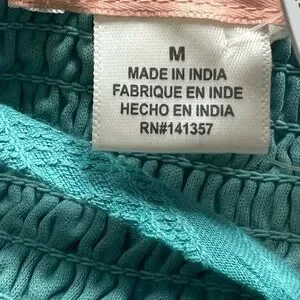 M
MADE IN INDIA
FABRIQUE EN INDE
HECHO EN INDIA
RN#141357